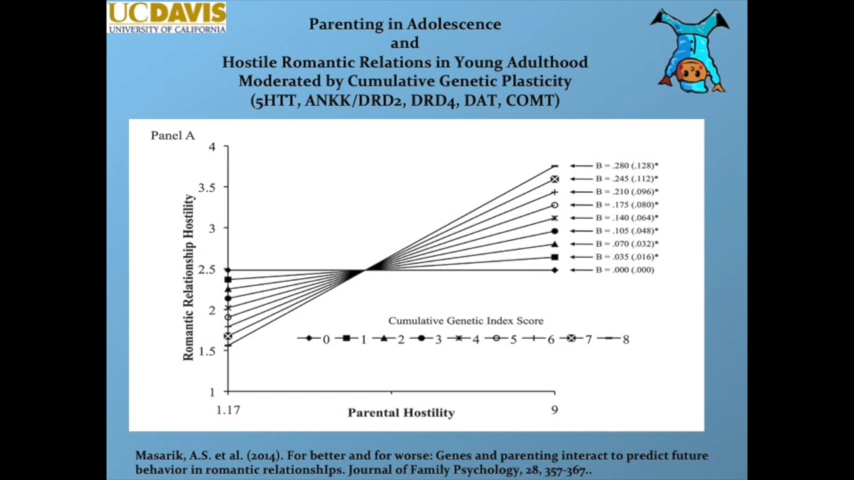 UCDAVIS
UNIVERSITY OF CALIFORNIA
Parenting in Adolescence
and
Hostile Romantic Relations in Young Adulthood
Moderated by Cumulative Genetic Plasticity
(5HTT, ANKK/DRD2, DRD4, DAT, COMT)
Panel A
4
3.5
3
2.5
2
1.5
1
Romantic Relationship Hostility
B = .280 (.128)*
B = .245 (.112)*
B = .210 (.096)*
B = .175 (.080)*
B = .140 (.064)*
B = .105 (.048)*
B = .070 (.032)*
B = .035 (.016)*
B = .000 (.000)
Cumulative Genetic Index Score
0 1 2 3 4 5 6 7 8
1.17 9
Parental Hostility
Masarik, A.S. et al. (2014). For better and for worse: Genes and parenting interact to predict future
behavior in romantic relationshIps. Journal of Family Psychology, 28, 357-367..